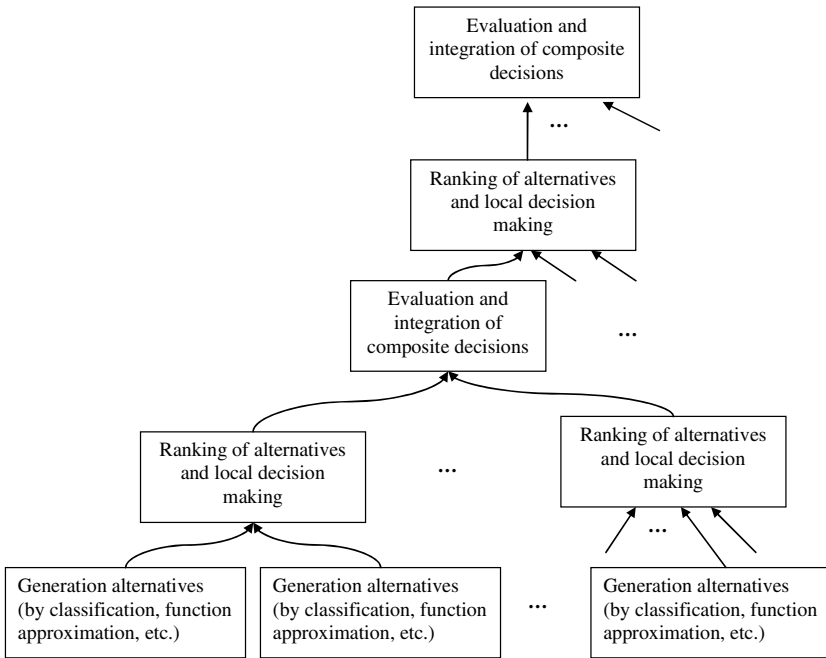 Evaluation and
integration of composite
decisions
...
Ranking of alternatives
and local decision
making
Evaluation and
integration of
composite decisions
...
Ranking of alternatives
and local decision
making
...
Ranking of alternatives
and local decision
making
...
Generation alternatives
(by classification, function
approximation, etc.)
Generation alternatives
(by classification, function
approximation, etc.)
...
Generation alternatives
(by classification, function
approximation, etc.)